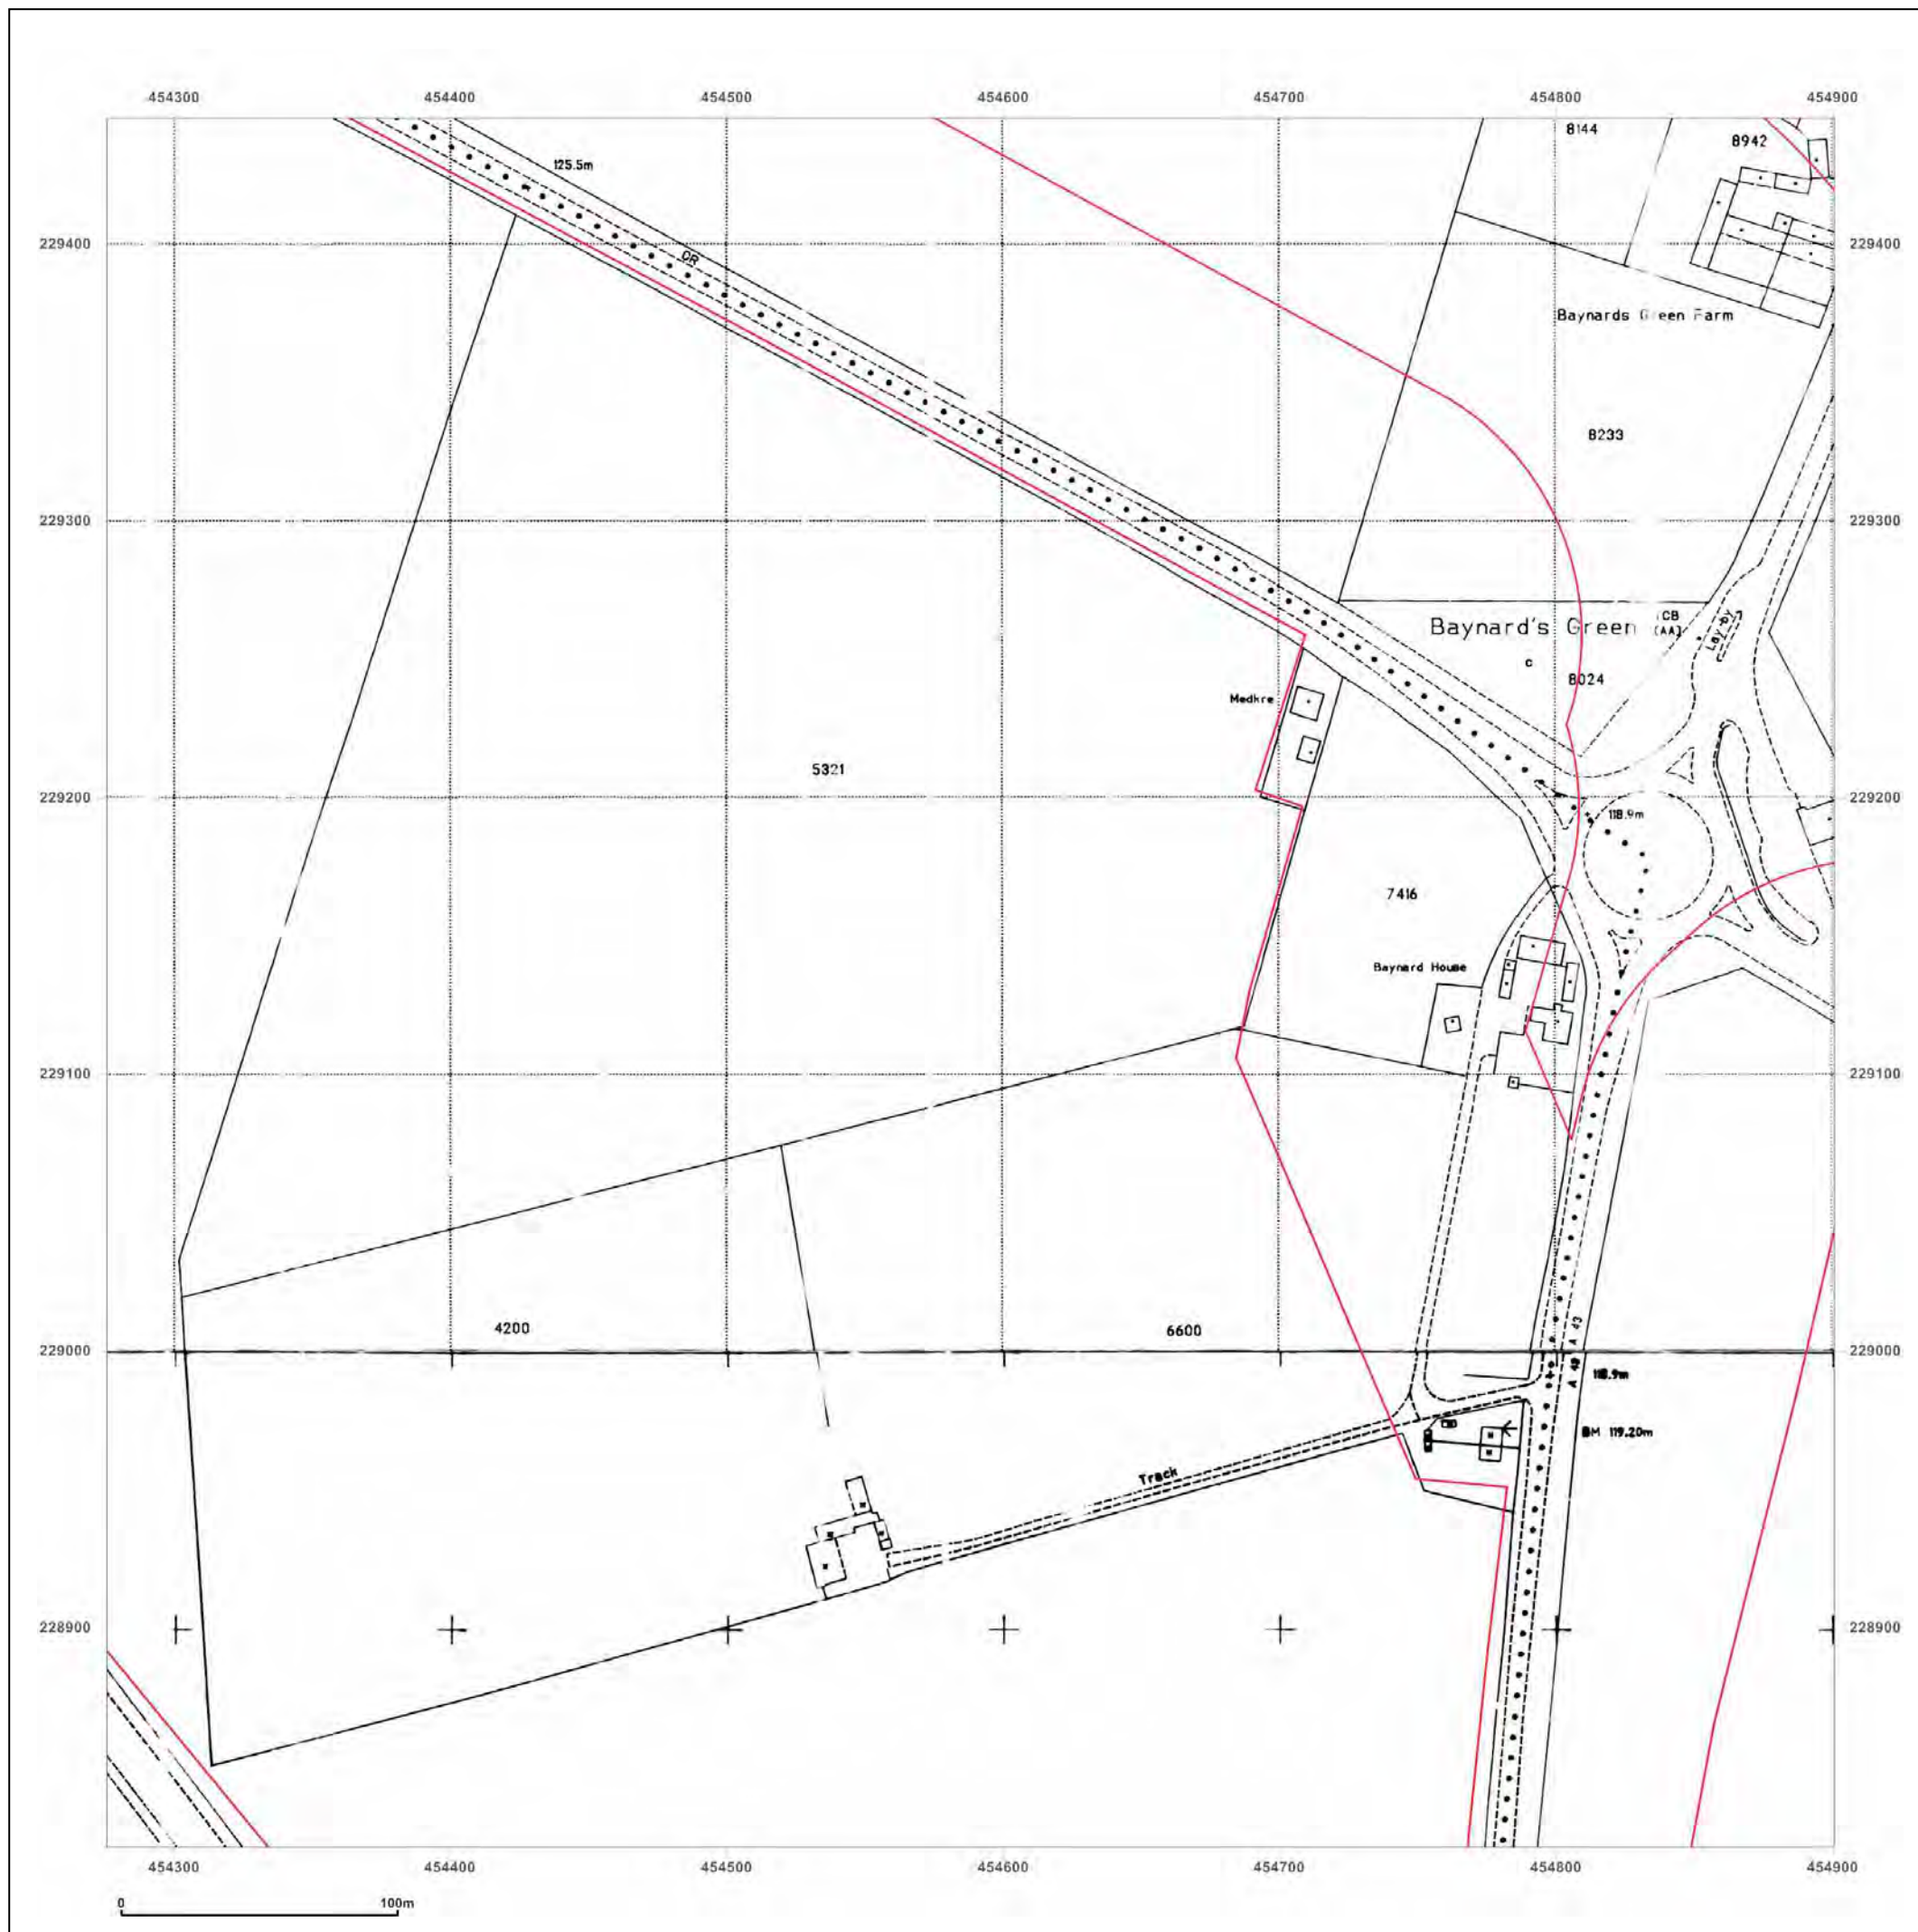 454300 454400 454500 454600 454700 454800 454900
8144
8942
125.5m
229400 229400
CR
Baynards Green Farm
8233
229300 229300
Baynard's Green
CB
(AA)
Lay-by
c
8024
Medkre
5321
229200 229200
118.9m
7416
Baynard House
229100 229100
4200
6600
A 43
229000 229000
A 43
118.9m
BM 119.20m
Track
228900 228900
454300 454400 454500 454600 454700 454800 454900
0 100m